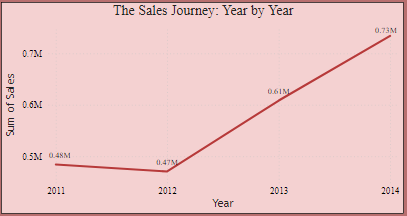 The Sales Journey: Year by Year
Sum of Sales
0.7M
0.6M
0.5M
0.48M
0.47M
0.61M
0.73M
2011 2012 2013 2014
Year